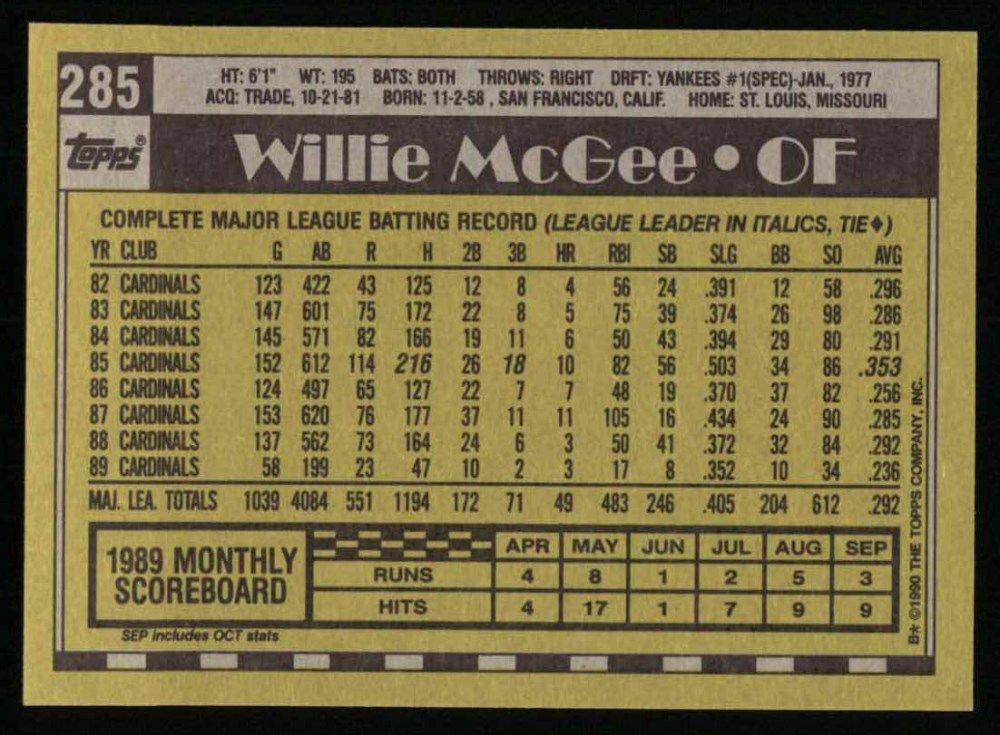 285
HT: 6'1" WT: 195 BATS: BOTH THROWS: RIGHT DRFT: YANKEES #1(SPEC)-JAN., 1977
ACQ: TRADE, 10-21-81 BORN: 11-2-58 , SAN FRANCISCO, CALIF. HOME: ST. LOUIS, MISSOURI
topps®
Willie McGee • OF
COMPLETE MAJOR LEAGUE BATTING RECORD (LEAGUE LEADER IN ITALICS, TIE♦)
YR CLUB G AB R H 2B 3B HR RBI SB SLG BB SO AVG
82 CARDINALS 123 422 43 125 12 8 4 56 24 .391 12 58 .296
83 CARDINALS 147 601 75 172 22 8 5 75 39 .374 26 98 .286
84 CARDINALS 145 571 82 166 19 11 6 50 43 .394 29 80 .291
85 CARDINALS 152 612 114 216 26 18 10 82 56 .503 34 86 .353
86 CARDINALS 124 497 65 127 22 7 7 48 19 .370 37 82 .256
87 CARDINALS 153 620 76 177 37 11 11 105 16 .434 24 90 .285
88 CARDINALS 137 562 73 164 24 6 3 50 41 .372 32 84 .292
89 CARDINALS 58 199 23 47 10 2 3 17 8 .352 10 34 .236
MAJ. LEA. TOTALS 1039 4084 551 1194 172 71 49 483 246 .405 204 612 .292
1989 MONTHLY
SCOREBOARD
APR MAY JUN JUL AUG SEP
RUNS 4 8 1 2 5 3
HITS 4 17 1 7 9 9
SEP includes OCT stats
B* ©1990 THE TOPPS COMPANY, INC.